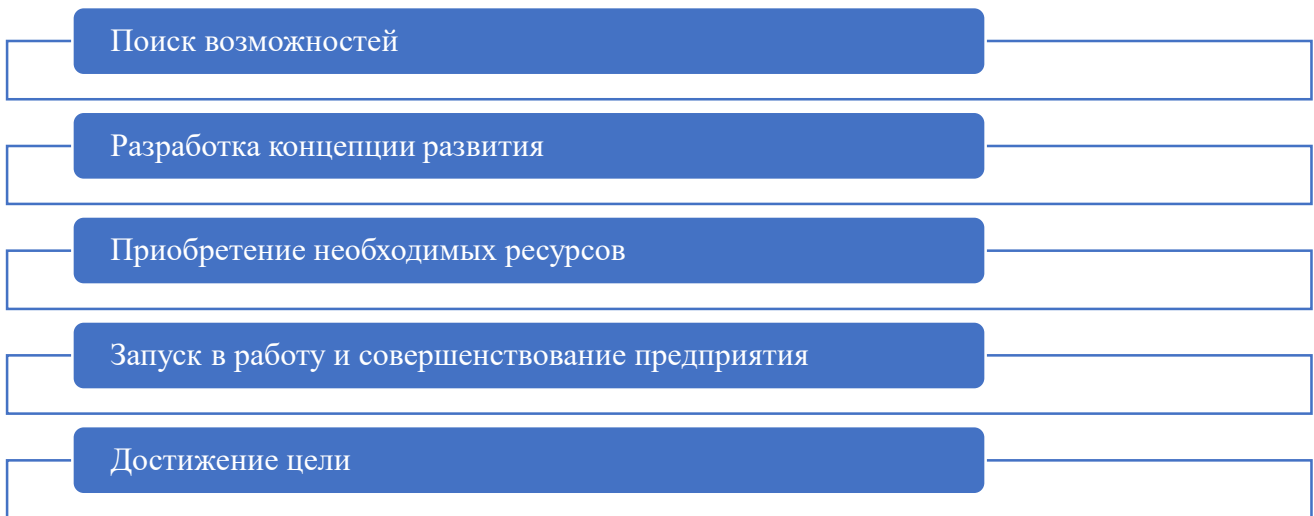 Поиск возможностей
Разработка концепции развития
Приобретение необходимых ресурсов
Запуск в работу и совершенствование предприятия
Достижение цели